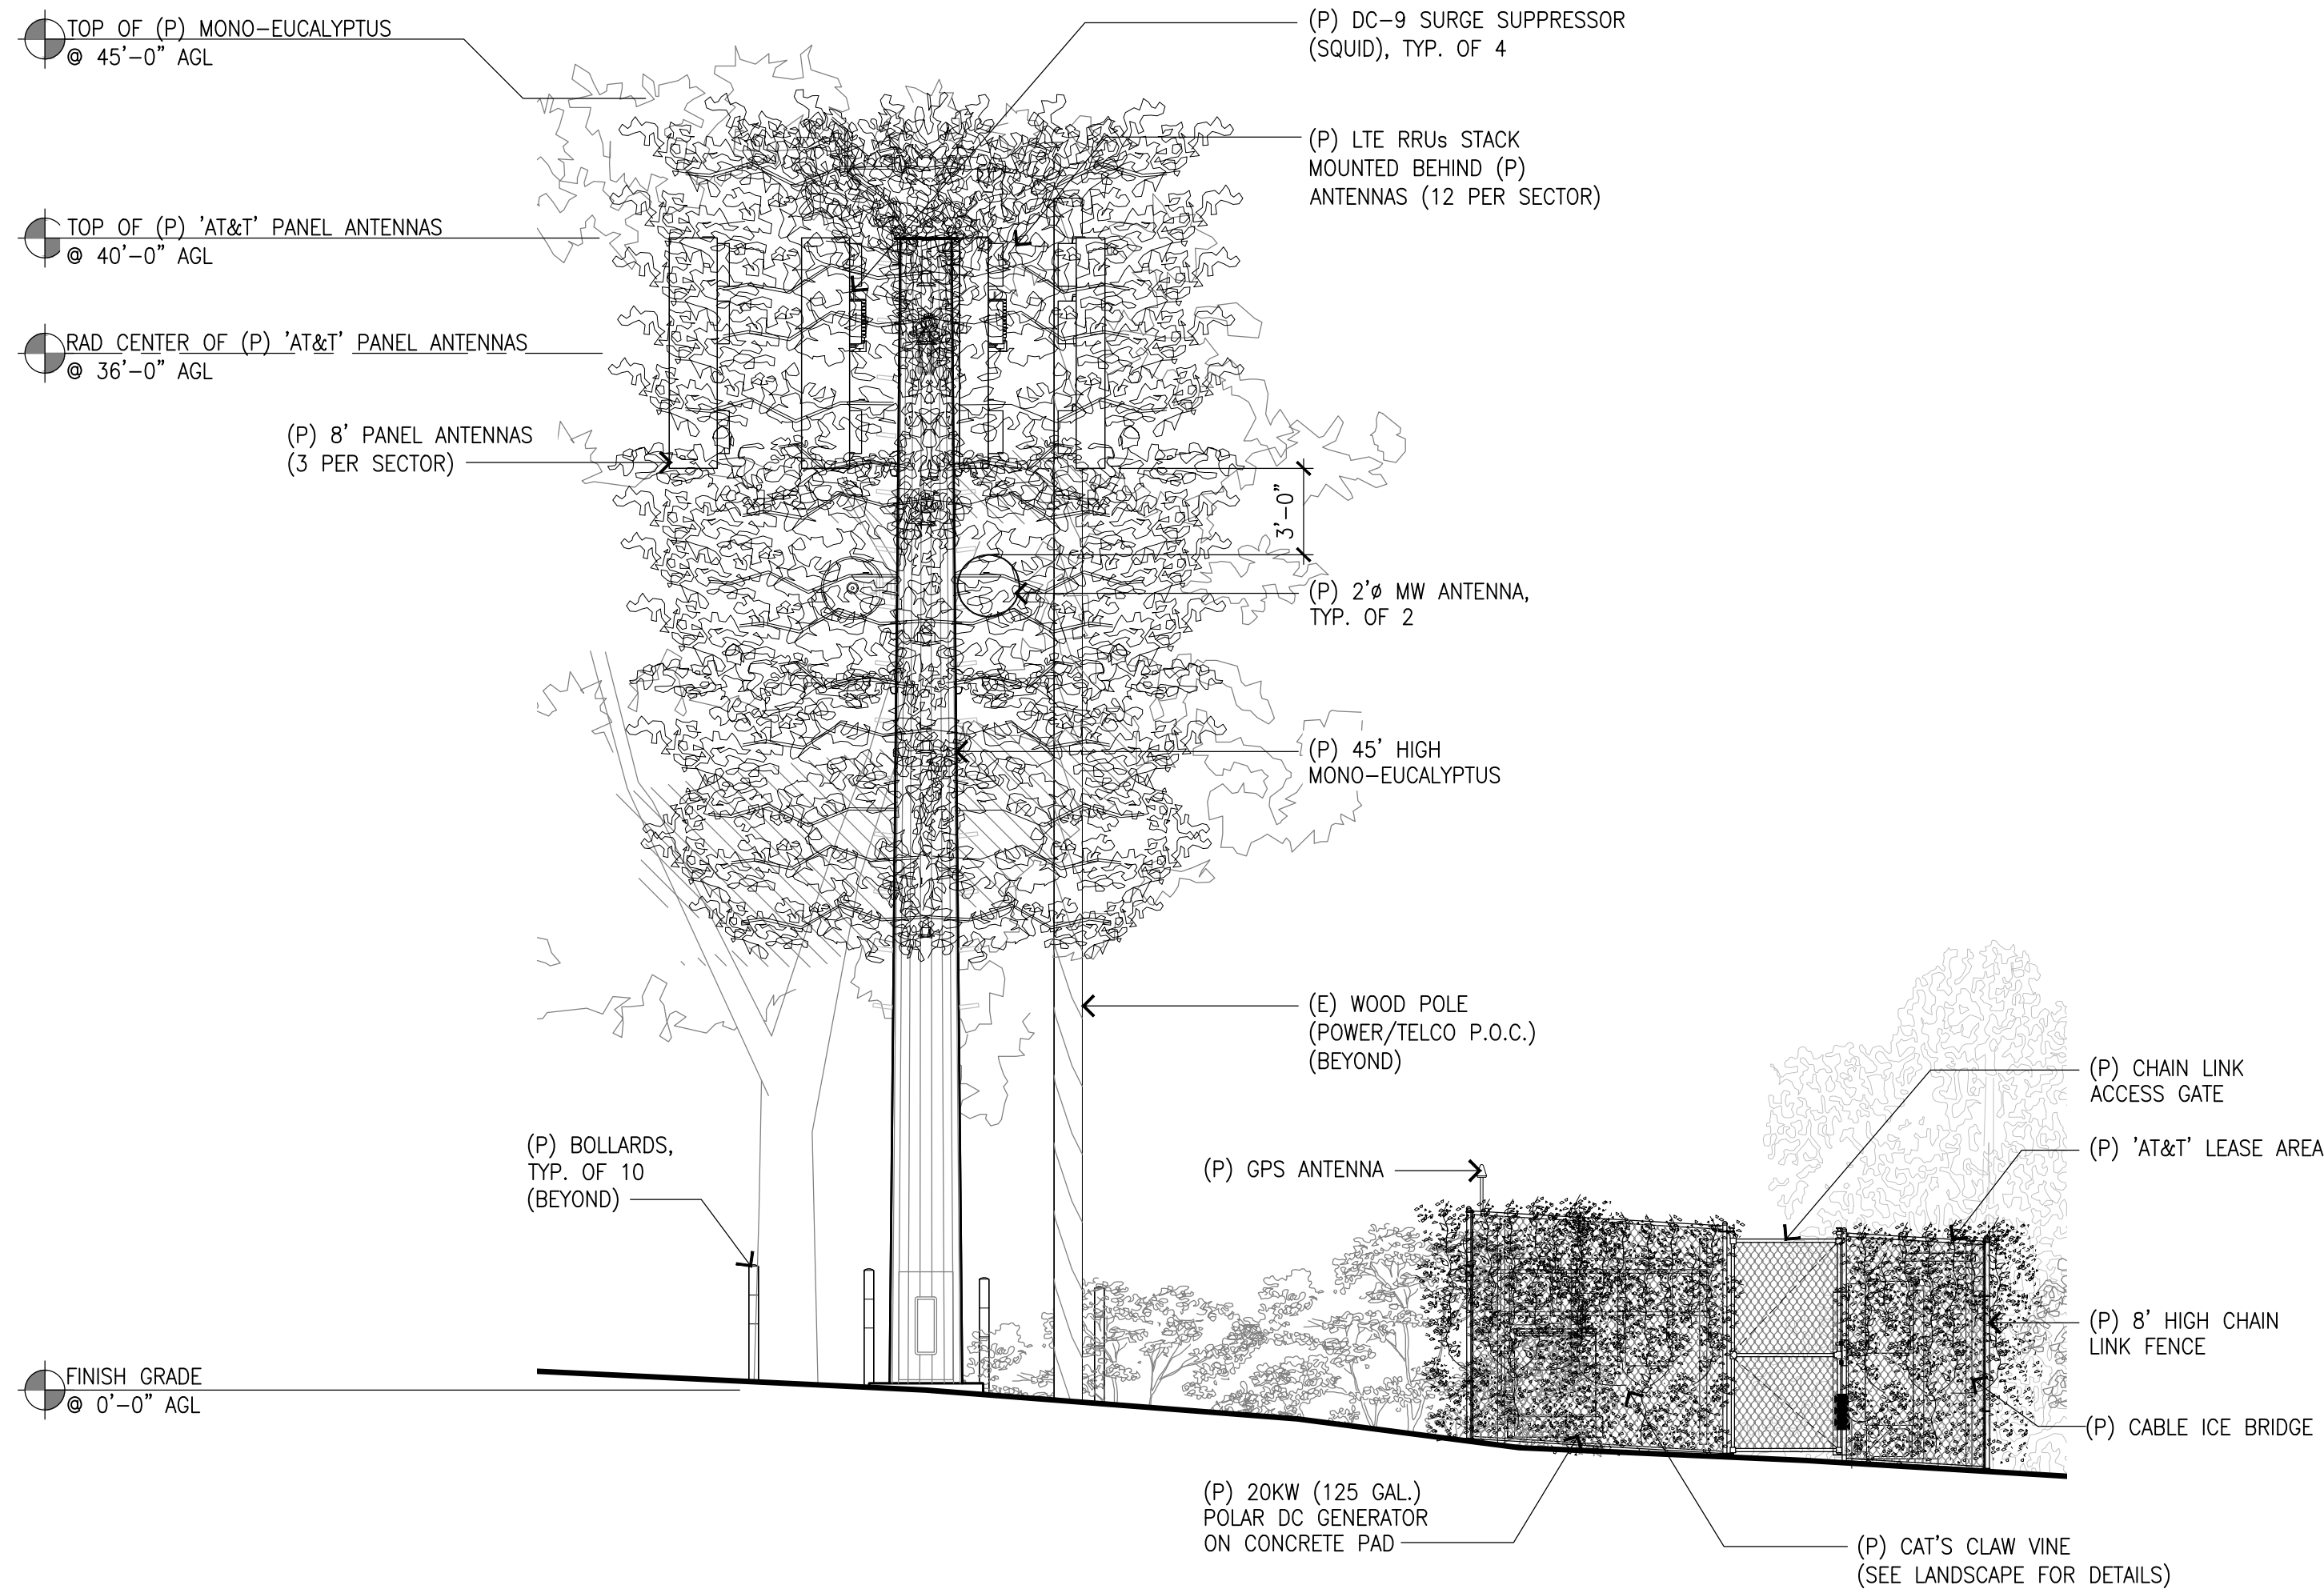 TOP OF (P) MONO-EUCALYPTUS
@ 45'-0" AGL
(P) DC-9 SURGE SUPPRESSOR
(SQUID), TYP. OF 4
(P) LTE RRUs STACK
MOUNTED BEHIND (P)
ANTENNAS (12 PER SECTOR)
TOP OF (P) 'AT&T' PANEL ANTENNAS
@ 40'-0" AGL
RAD CENTER OF (P) 'AT&T' PANEL ANTENNAS
@ 36'-0" AGL
(P) 8' PANEL ANTENNAS
(3 PER SECTOR)
3'-0"
(P) 2'ø MW ANTENNA,
TYP. OF 2
(P) 45' HIGH
MONO-EUCALYPTUS
(E) WOOD POLE
(POWER/TELCO P.O.C.)
(BEYOND)
(P) CHAIN LINK
ACCESS GATE
(P) BOLLARDS,
TYP. OF 10
(BEYOND)
(P) GPS ANTENNA
(P) 'AT&T' LEASE AREA
(P) 8' HIGH CHAIN
LINK FENCE
FINISH GRADE
@ 0'-0" AGL
(P) CABLE ICE BRIDGE
(P) 20KW (125 GAL.)
POLAR DC GENERATOR
ON CONCRETE PAD
(P) CAT'S CLAW VINE
(SEE LANDSCAPE FOR DETAILS)